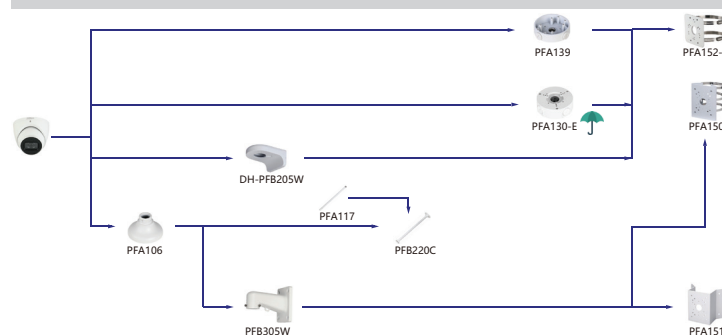 PFA139
PFA152-
PFA130-E
PFA150
DH-PFB205W
PFA117
PFA106
PFB220C
PFB305W
PFA151